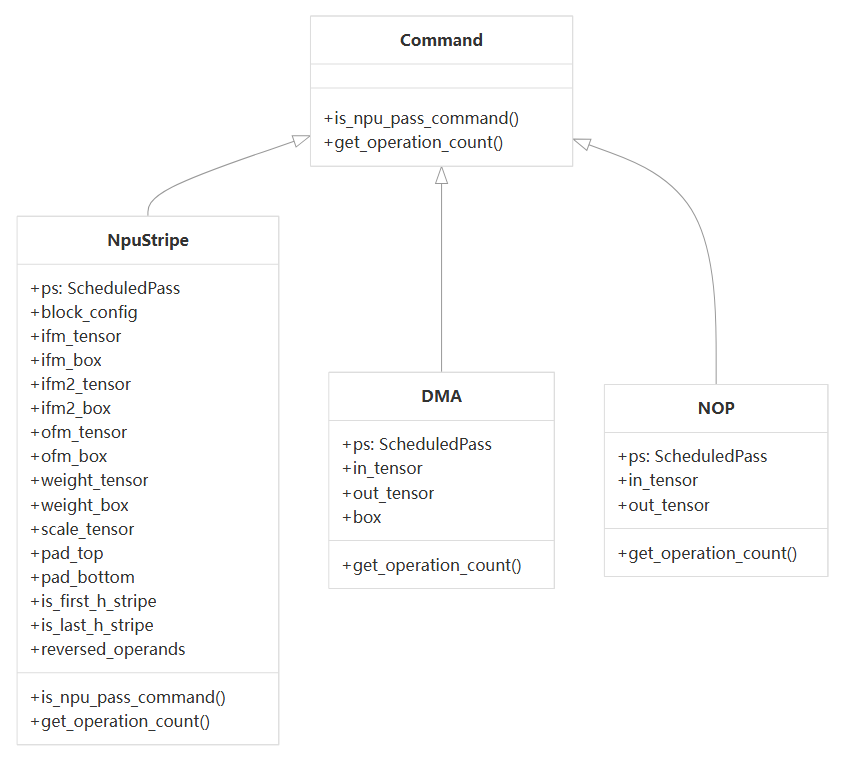 Command
+is_npu_pass_command()
+get_operation_count()
NpuStripe
+ps: ScheduledPass
+block_config
+ifm_tensor
+ifm_box
+ifm2_tensor
+ifm2_box
+ofm_tensor
+ofm_box
+weight_tensor
+weight_box
+scale_tensor
+pad_top
+pad_bottom
+is_first_h_stripe
+is_last_h_stripe
+reversed_operands
+is_npu_pass_command()
+get_operation_count()
DMA
+ps: ScheduledPass
+in_tensor
+out_tensor
+box
+get_operation_count()
NOP
+ps: ScheduledPass
+in_tensor
+out_tensor
+get_operation_count()